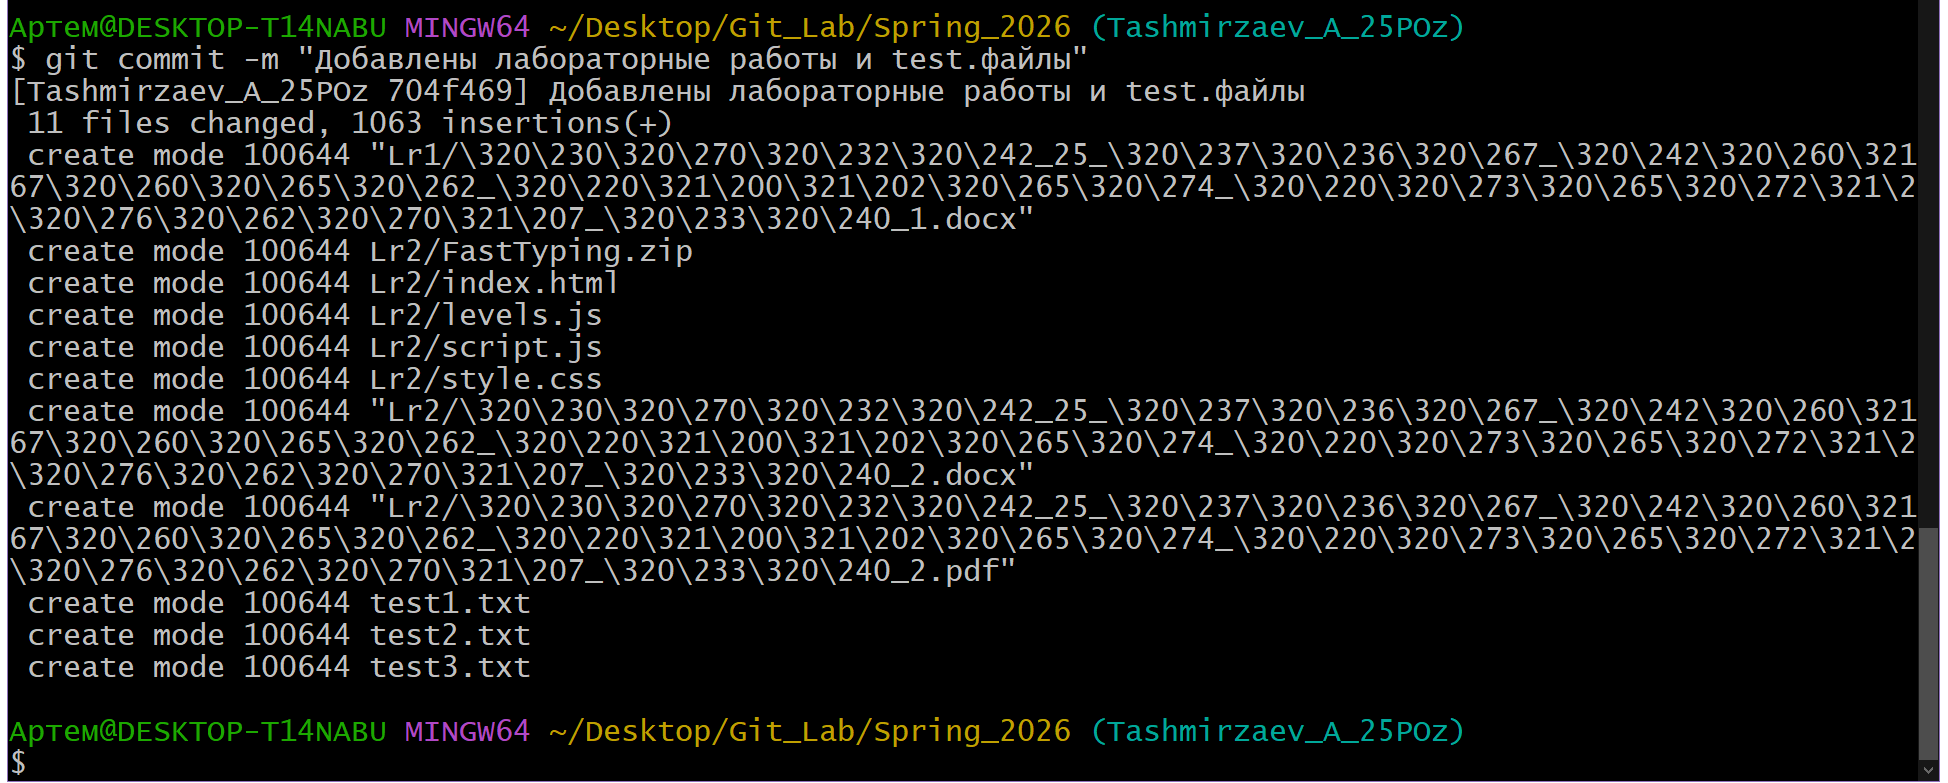 Артем@DESKTOP-T14NABU MINGW64 ~/Desktop/Git_Lab/Spring_2026 (Tashmirzaev_A_25POz)
$ git commit -m "Добавлены лабораторные работы и test.файлы"
[Tashmirzaev_A_25POz 704f469] Добавлены лабораторные работы и test.файлы
 11 files changed, 1063 insertions(+)
 create mode 100644 "Lr1/\320\230\320\270\320\232\320\242_25_\320\237\320\236\320\267_\320\242\320\260\321
67\320\260\320\265\320\262_\320\220\321\200\321\202\320\265\320\274_\320\220\320\273\320\265\320\272\321\2
\320\276\320\262\320\270\321\207_\320\233\320\240_1.docx"
 create mode 100644 Lr2/FastTyping.zip
 create mode 100644 Lr2/index.html
 create mode 100644 Lr2/levels.js
 create mode 100644 Lr2/script.js
 create mode 100644 Lr2/style.css
 create mode 100644 "Lr2/\320\230\320\270\320\232\320\242_25_\320\237\320\236\320\267_\320\242\320\260\321
67\320\260\320\265\320\262_\320\220\321\200\321\202\320\265\320\274_\320\220\320\273\320\265\320\272\321\2
\320\276\320\262\320\270\321\207_\320\233\320\240_2.docx"
 create mode 100644 "Lr2/\320\230\320\270\320\232\320\242_25_\320\237\320\236\320\267_\320\242\320\260\321
67\320\260\320\265\320\262_\320\220\321\200\321\202\320\265\320\274_\320\220\320\273\320\265\320\272\321\2
\320\276\320\262\320\270\321\207_\320\233\320\240_2.pdf"
 create mode 100644 test1.txt
 create mode 100644 test2.txt
 create mode 100644 test3.txt
Артем@DESKTOP-T14NABU MINGW64 ~/Desktop/Git_Lab/Spring_2026 (Tashmirzaev_A_25POz)
$